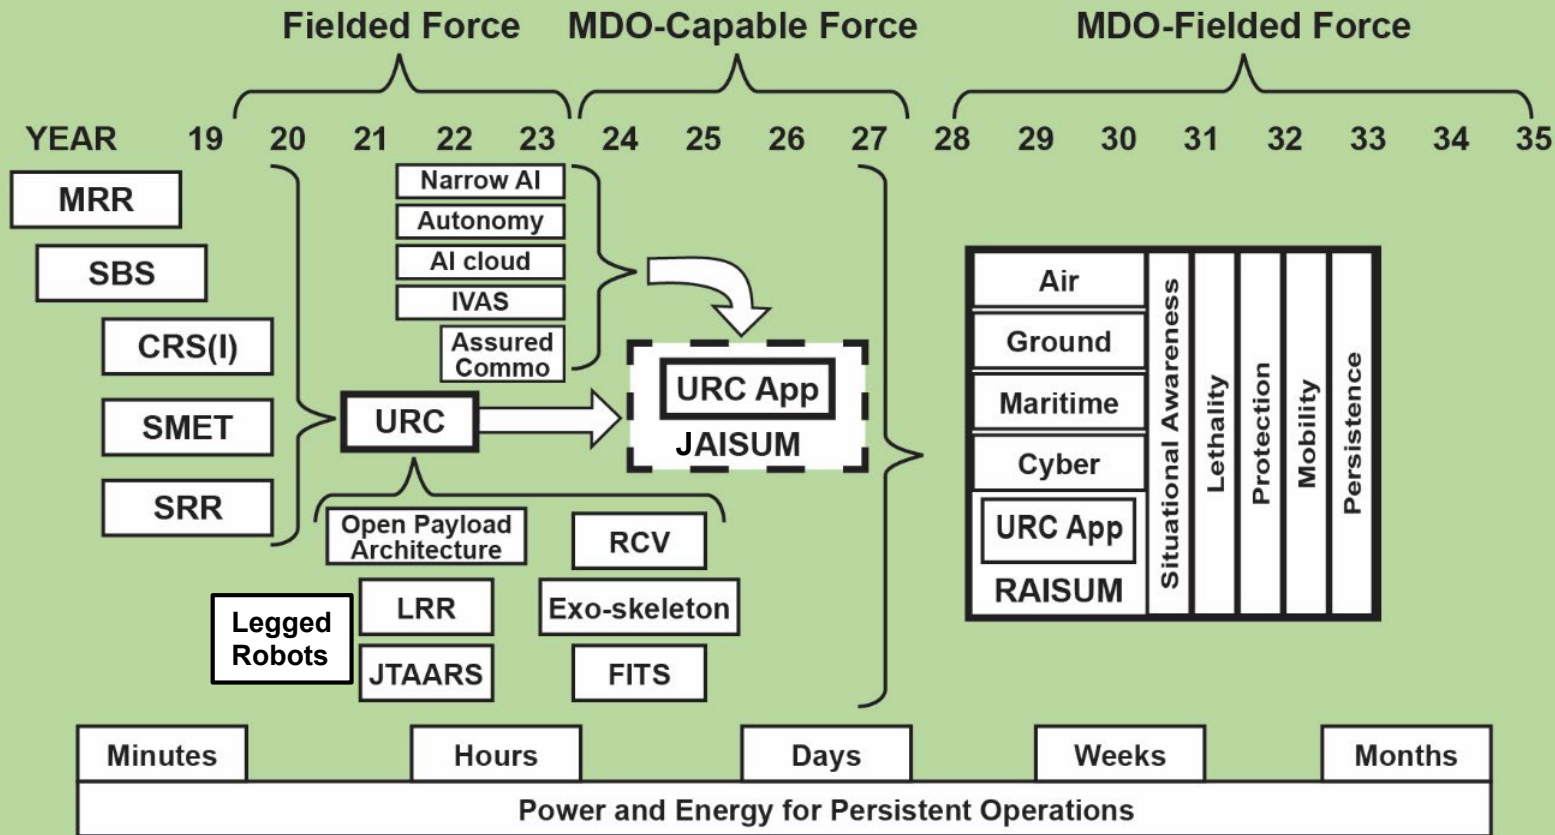 Fielded Force MDO-Capable Force MDO-Fielded Force
YEAR 19 20 21 22 23 24 25 26 27 28 29 30 31 32 33 34 35
MRR
SBS
CRS(I)
SMET
SRR
Narrow AI
Autonomy
AI cloud
IVAS
Assured
Commo
URC
URC App
JAISUM
Open Payload
Architecture
LRR
JTAARS
Legged
Robots
RCV
Exo-skeleton
FITS
Air
Ground
Maritime
Cyber
URC App
RAISUM
Situational Awareness
Lethality
Protection
Mobility
Persistence
Minutes Hours Days Weeks Months
Power and Energy for Persistent Operations